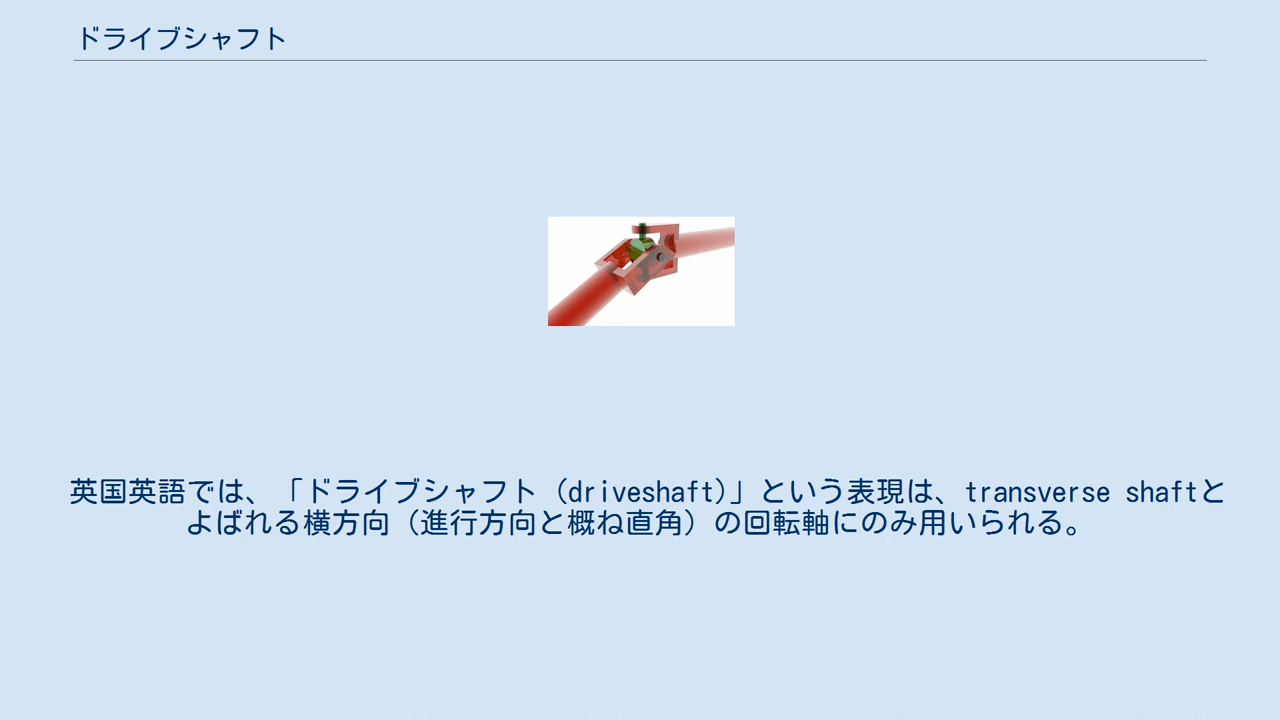 ドライブシャフト
英国英語では、「ドライブシャフト（driveshaft)」という表現は、transverse shaftと
よばれる横方向（進行方向と概ね直角）の回転軸にのみ用いられる。